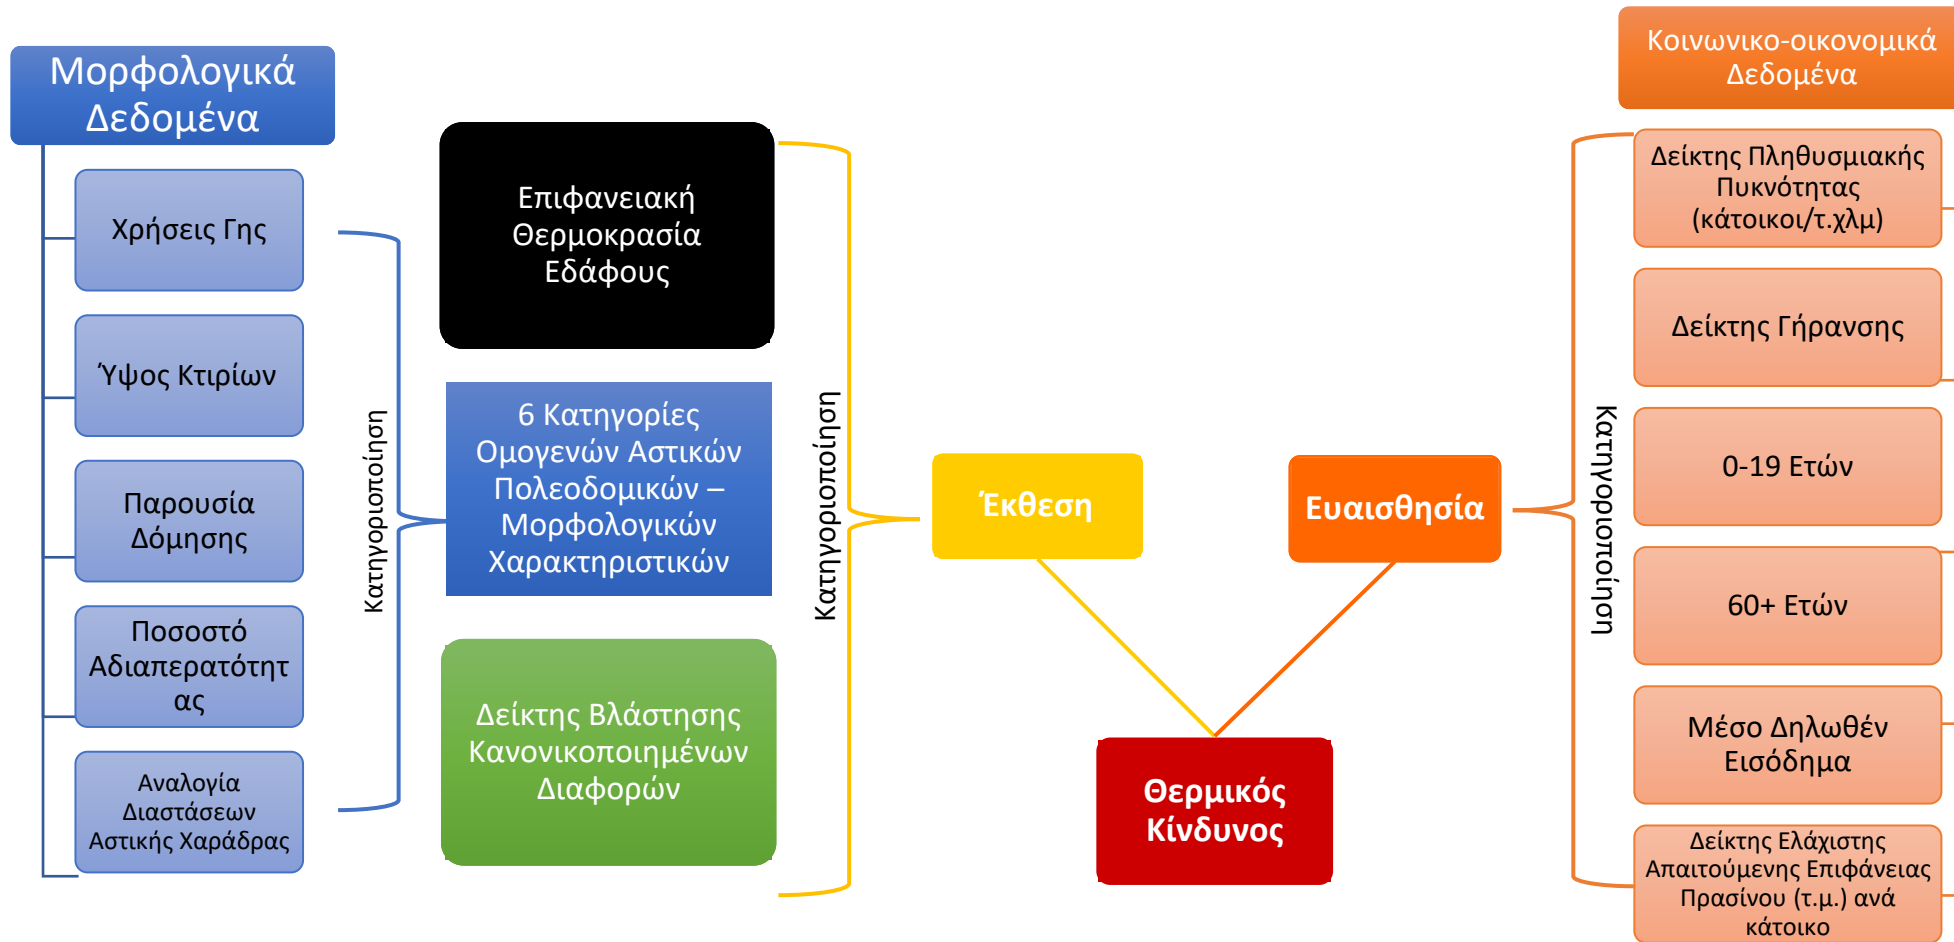 Μορφολογικά
Δεδομένα
Χρήσεις Γης
Ύψος Κτιρίων
Παρουσία
Δόμησης
Ποσοστό
Αδιαπερατότητ
ας
Αναλογία
Διαστάσεων
Αστικής Χαράδρας
Κατηγοριοποίηση
Επιφανειακή
Θερμοκρασία
Εδάφους
6 Κατηγορίες
Ομογενών Αστικών
Πολεοδομικών –
Μορφολογικών
Χαρακτηριστικών
Δείκτης Βλάστησης
Κανονικοποιημένων
Διαφορών
Κατηγοριοποίηση
Έκθεση
Ευαισθησία
Θερμικός
Κίνδυνος
Κατηγοριοποίηση
Κοινωνικο-οικονομικά
Δεδομένα
Δείκτης Πληθυσμιακής
Πυκνότητας
(κάτοικοι/τ.χλμ)
Δείκτης Γήρανσης
0-19 Ετών
60+ Ετών
Μέσο Δηλωθέν
Εισόδημα
Δείκτης Ελάχιστης
Απαιτούμενης Επιφάνειας
Πρασίνου (τ.μ.) ανά
κάτοικο